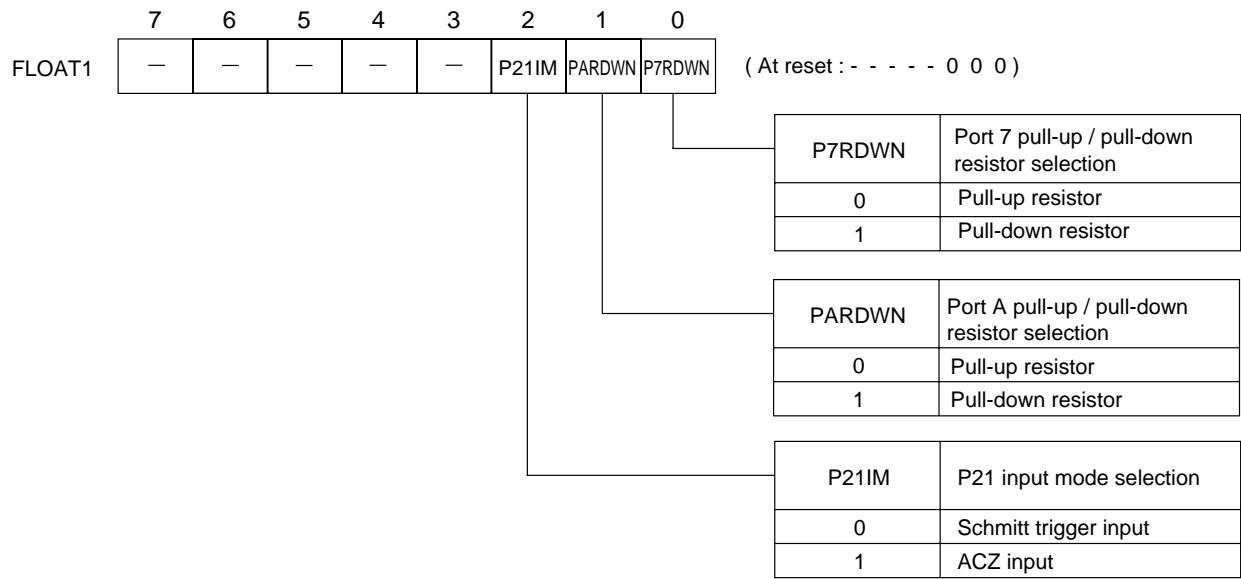 7 6 5 4 3 2 1 0
FLOAT1 — — — — — P21IM PARDWN P7RDWN ( At reset : - - - - - 0 0 0 )
P7RDWN Port 7 pull-up / pull-down
resistor selection
0 Pull-up resistor
1 Pull-down resistor
PARDWN Port A pull-up / pull-down
resistor selection
0 Pull-up resistor
1 Pull-down resistor
P21IM P21 input mode selection
0 Schmitt trigger input
1 ACZ input